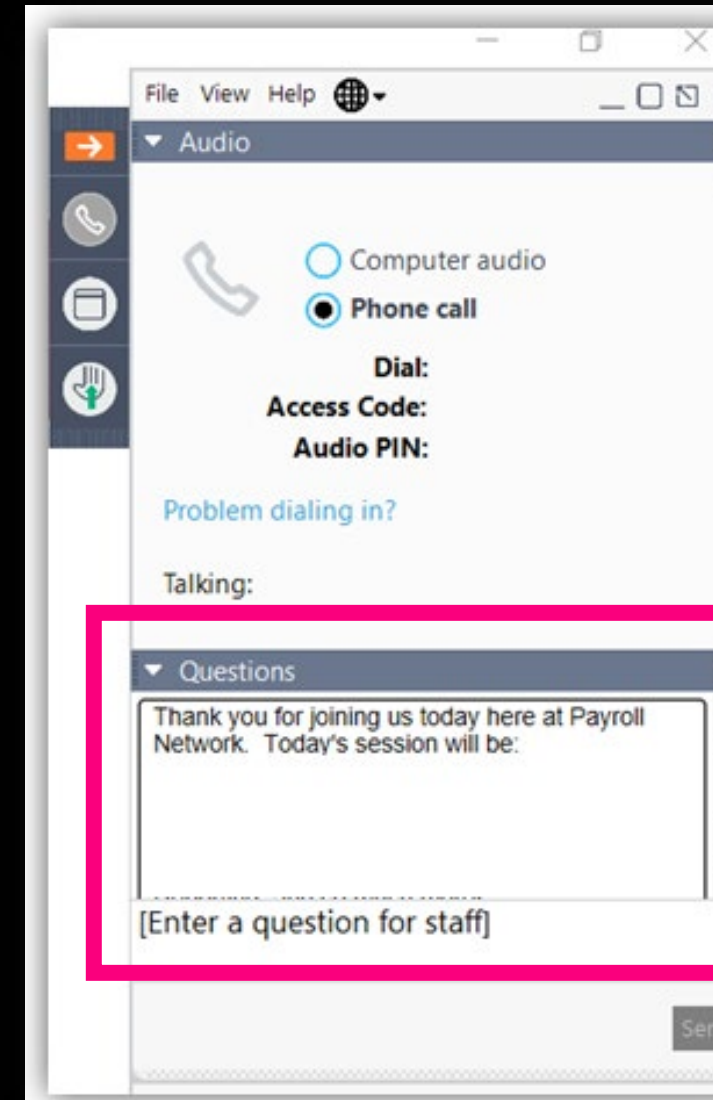 File View Help
Audio
Computer audio
Phone call
Dial:
Access Code:
Audio PIN:
Problem dialing in?
Talking:
Questions
Thank you for joining us today here at Payroll
Network. Today's session will be:
[Enter a question for staff]